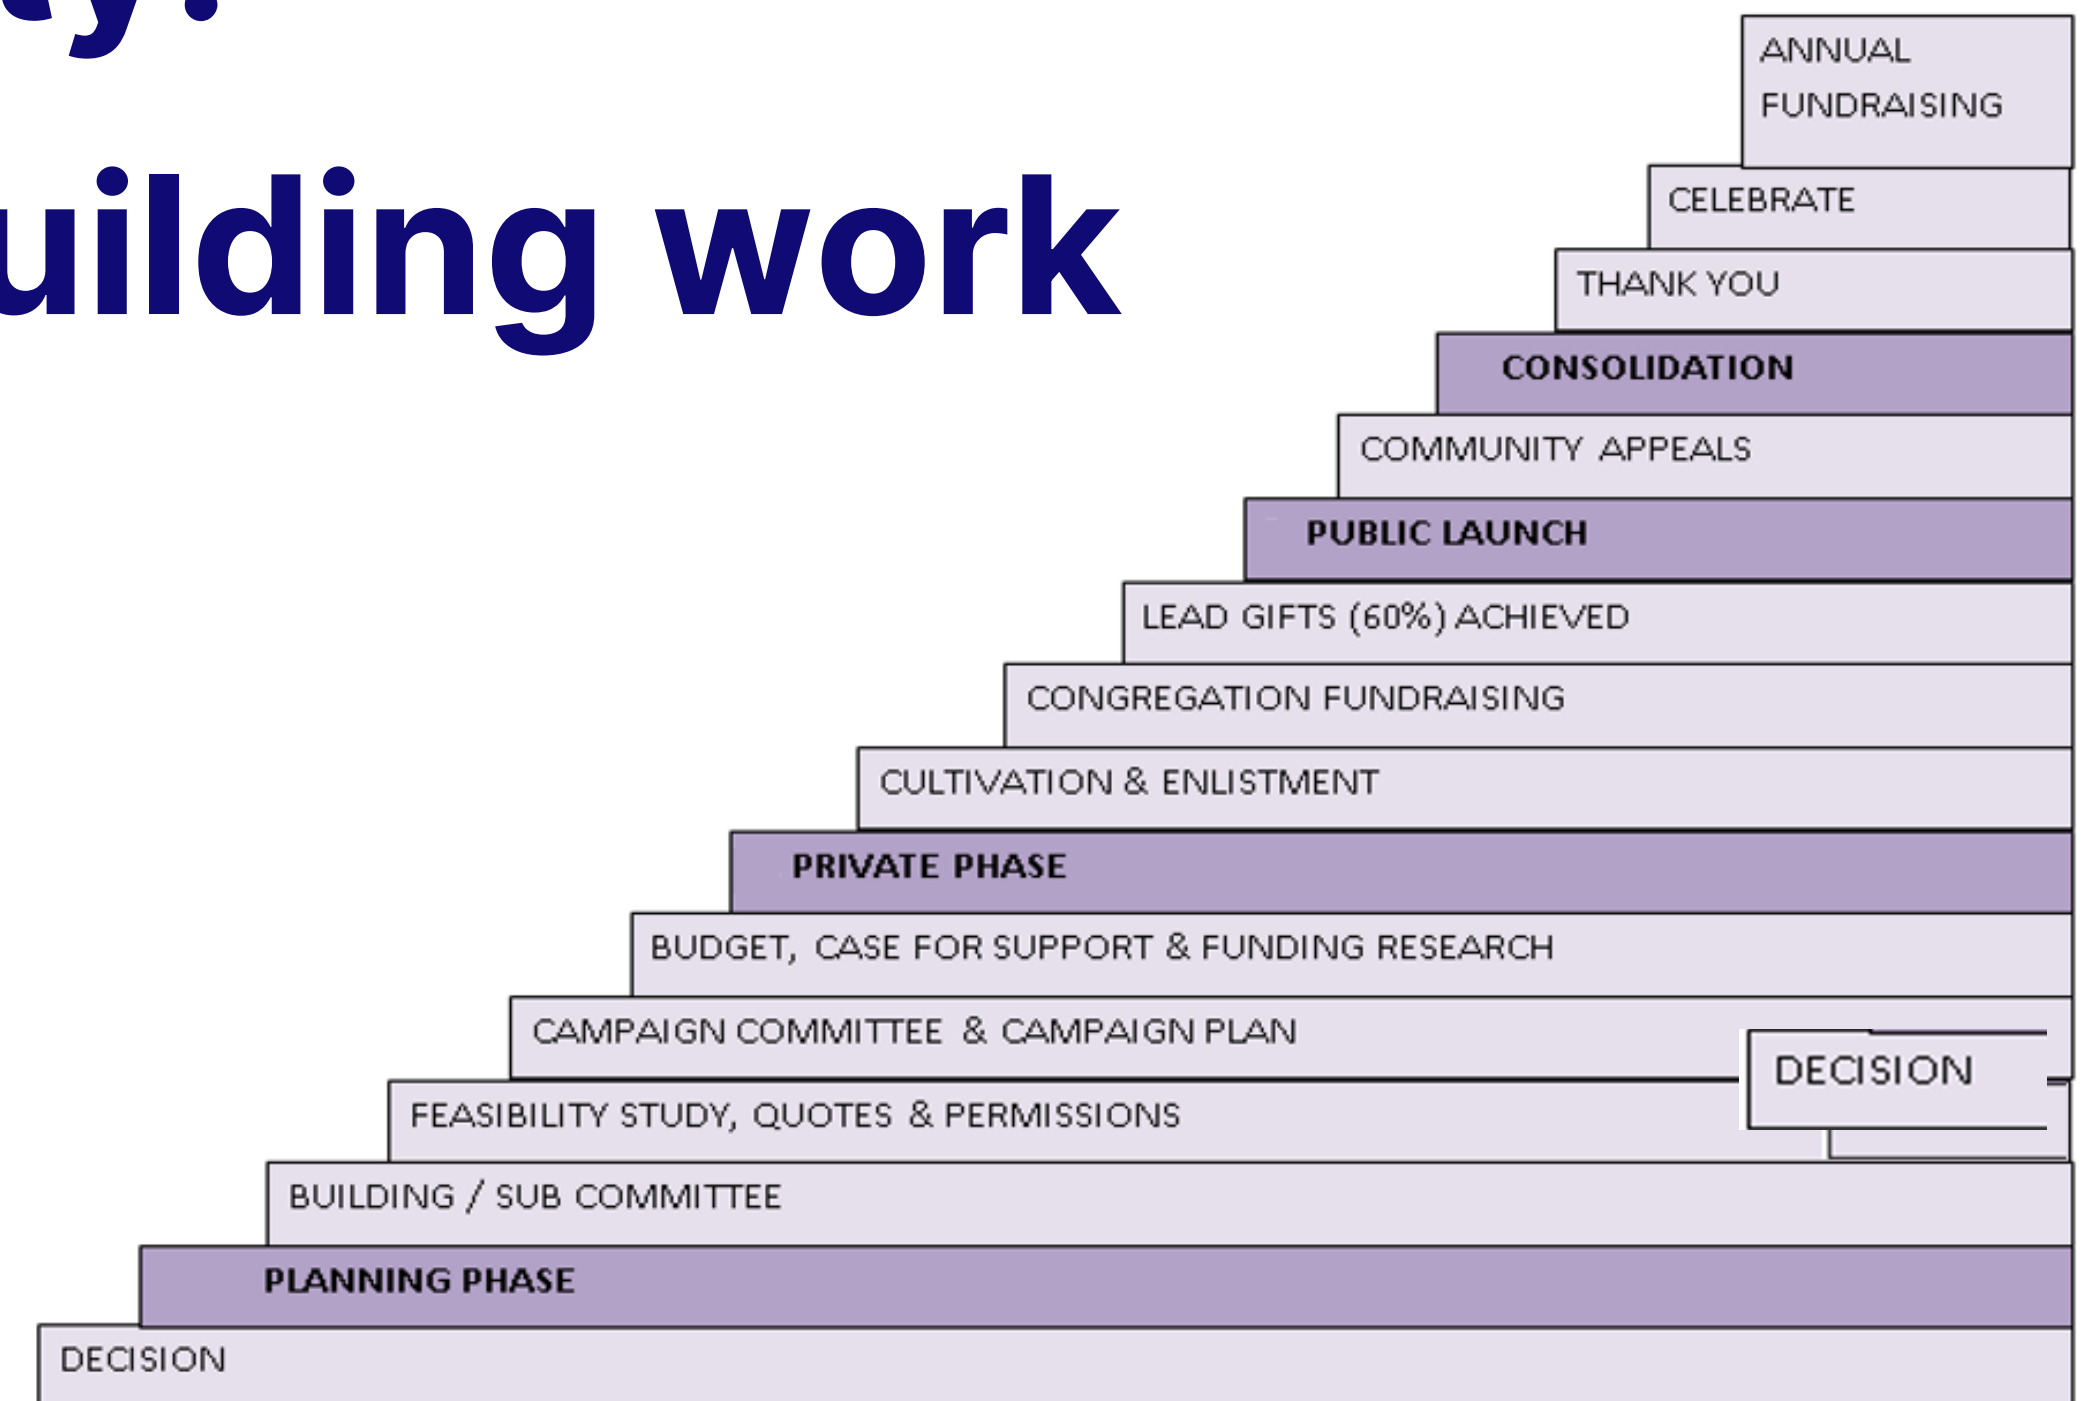 ty?
uilding work
ANNUAL
FUNDRAISING
CELEBRATE
THANK YOU
CONSOLIDATION
COMMUNITY APPEALS
PUBLIC LAUNCH
LEAD GIFTS (60%) ACHIEVED
CONGREGATION FUNDRAISING
CULTIVATION & ENLISTMENT
PRIVATE PHASE
BUDGET, CASE FOR SUPPORT & FUNDING RESEARCH
CAMPAIGN COMMITTEE & CAMPAIGN PLAN
DECISION
FEASIBILITY STUDY, QUOTES & PERMISSIONS
BUILDING / SUB COMMITTEE
PLANNING PHASE
DECISION